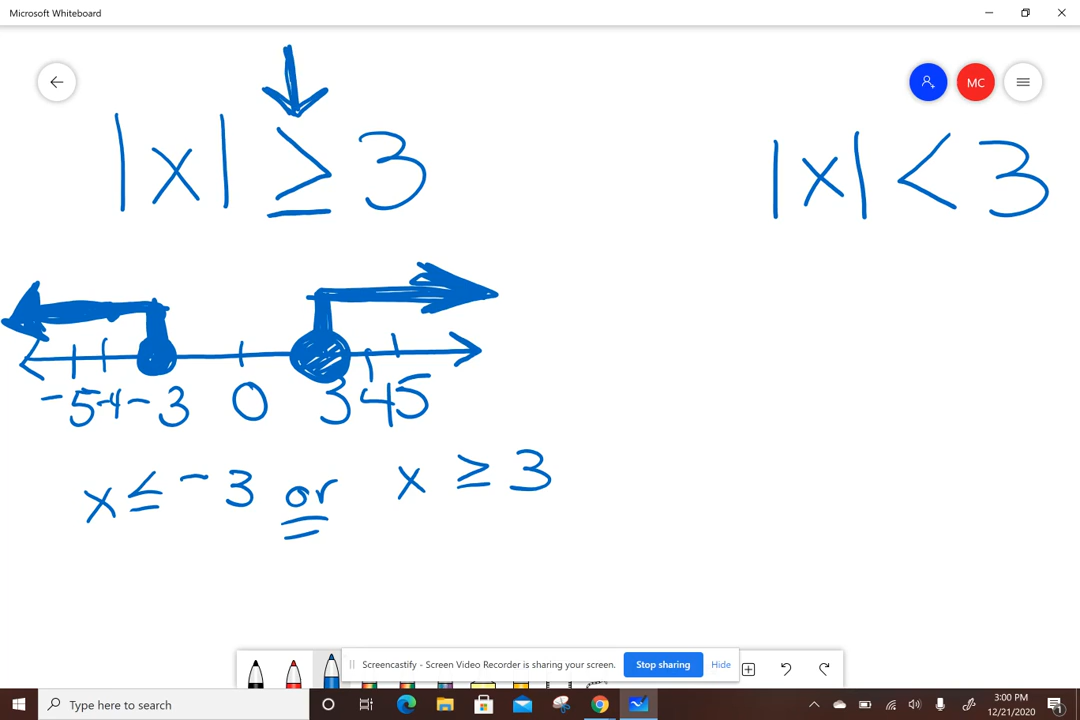 Microsoft Whiteboard
MC
|x| ≥ 3
|x| < 3
-5 -4 -3 0 3 4 5
x ≤ -3 or x ≥ 3
Screencastify - Screen Video Recorder is sharing your screen.
Stop sharing
Hide
Type here to search
3:00 PM
12/21/2020
1